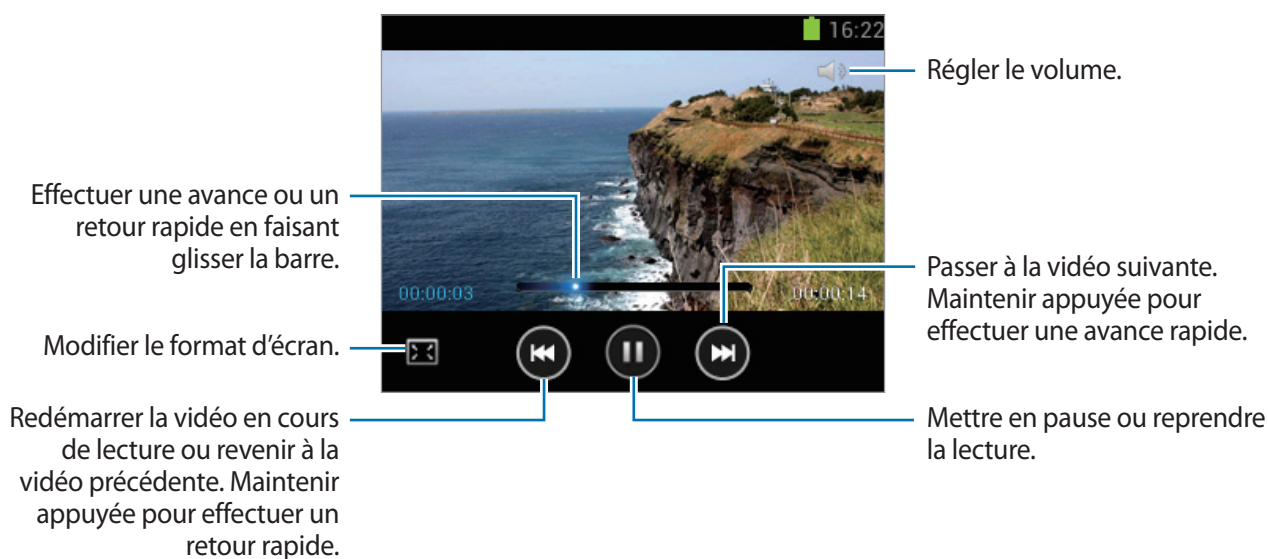 16:22
Régler le volume.
Effectuer une avance ou un
retour rapide en faisant
glisser la barre.
Passer à la vidéo suivante.
Maintenir appuyée pour
effectuer une avance rapide.
00:00:03
00:00:14
Modifier le format d'écran.
Redémarrer la vidéo en cours
de lecture ou revenir à la
vidéo précédente. Maintenir
appuyée pour effectuer un
retour rapide.
Mettre en pause ou reprendre
la lecture.